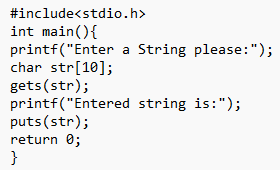 #include<stdio.h>
int main(){
printf("Enter a String please:");
char str[10];
gets(str);
printf("Entered string is:");
puts(str);
return 0;
}